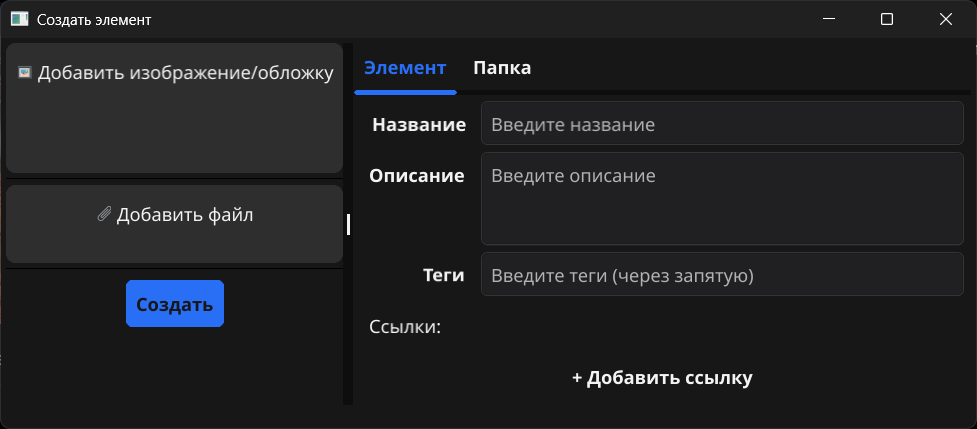 Создать элемент
Добавить изображение/обложку
Добавить файл
Создать
Элемент Папка
Название Введите название
Описание Введите описание
Теги Введите теги (через запятую)
Ссылки:
+ Добавить ссылку